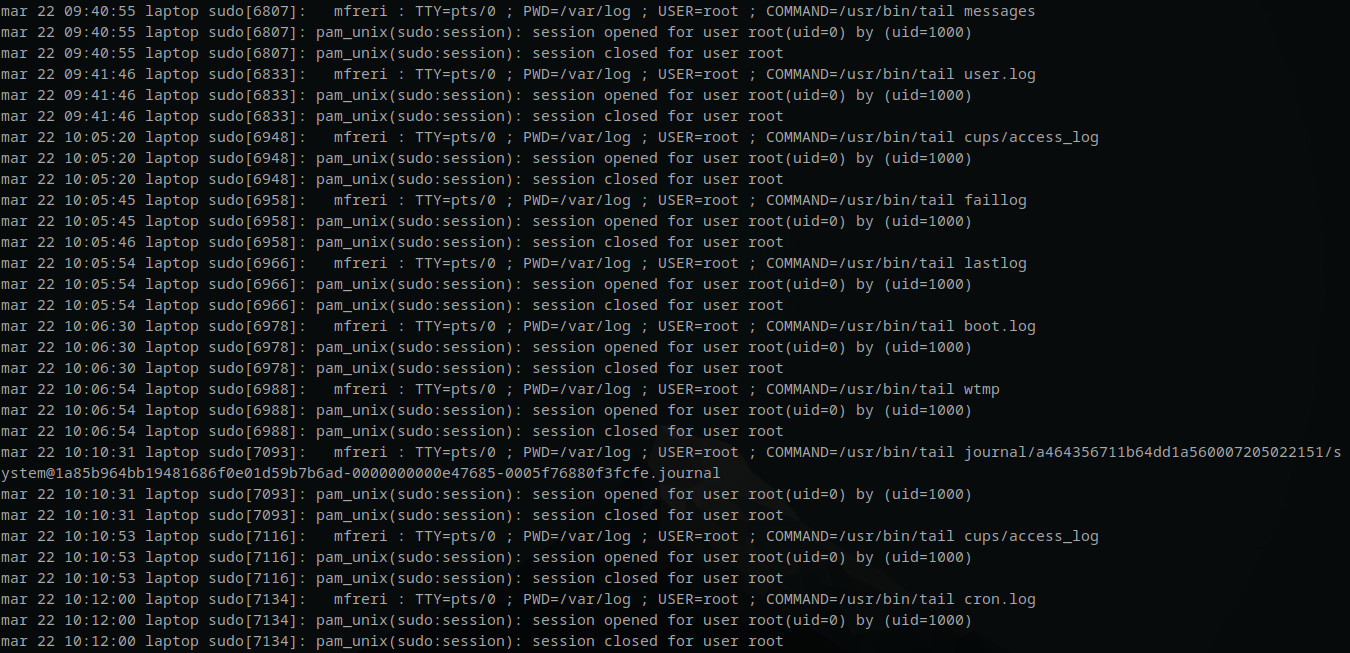 mar 22 09:40:55 laptop sudo[6807]:   mfreri : TTY=pts/0 ; PWD=/var/log ; USER=root ; COMMAND=/usr/bin/tail messages
mar 22 09:40:55 laptop sudo[6807]: pam_unix(sudo:session): session opened for user root(uid=0) by (uid=1000)
mar 22 09:40:55 laptop sudo[6807]: pam_unix(sudo:session): session closed for user root
mar 22 09:41:46 laptop sudo[6833]:   mfreri : TTY=pts/0 ; PWD=/var/log ; USER=root ; COMMAND=/usr/bin/tail user.log
mar 22 09:41:46 laptop sudo[6833]: pam_unix(sudo:session): session opened for user root(uid=0) by (uid=1000)
mar 22 09:41:46 laptop sudo[6833]: pam_unix(sudo:session): session closed for user root
mar 22 10:05:20 laptop sudo[6948]:   mfreri : TTY=pts/0 ; PWD=/var/log ; USER=root ; COMMAND=/usr/bin/tail cups/access_log
mar 22 10:05:20 laptop sudo[6948]: pam_unix(sudo:session): session opened for user root(uid=0) by (uid=1000)
mar 22 10:05:20 laptop sudo[6948]: pam_unix(sudo:session): session closed for user root
mar 22 10:05:45 laptop sudo[6958]:   mfreri : TTY=pts/0 ; PWD=/var/log ; USER=root ; COMMAND=/usr/bin/tail faillog
mar 22 10:05:45 laptop sudo[6958]: pam_unix(sudo:session): session opened for user root(uid=0) by (uid=1000)
mar 22 10:05:46 laptop sudo[6958]: pam_unix(sudo:session): session closed for user root
mar 22 10:05:54 laptop sudo[6966]:   mfreri : TTY=pts/0 ; PWD=/var/log ; USER=root ; COMMAND=/usr/bin/tail lastlog
mar 22 10:05:54 laptop sudo[6966]: pam_unix(sudo:session): session opened for user root(uid=0) by (uid=1000)
mar 22 10:05:54 laptop sudo[6966]: pam_unix(sudo:session): session closed for user root
mar 22 10:06:30 laptop sudo[6978]:   mfreri : TTY=pts/0 ; PWD=/var/log ; USER=root ; COMMAND=/usr/bin/tail boot.log
mar 22 10:06:30 laptop sudo[6978]: pam_unix(sudo:session): session opened for user root(uid=0) by (uid=1000)
mar 22 10:06:30 laptop sudo[6978]: pam_unix(sudo:session): session closed for user root
mar 22 10:06:54 laptop sudo[6988]:   mfreri : TTY=pts/0 ; PWD=/var/log ; USER=root ; COMMAND=/usr/bin/tail wtmp
mar 22 10:06:54 laptop sudo[6988]: pam_unix(sudo:session): session opened for user root(uid=0) by (uid=1000)
mar 22 10:06:54 laptop sudo[6988]: pam_unix(sudo:session): session closed for user root
mar 22 10:10:31 laptop sudo[7093]:   mfreri : TTY=pts/0 ; PWD=/var/log ; USER=root ; COMMAND=/usr/bin/tail journal/a464356711b64dd1a560007205022151/s
ystem@1a85b964bb19481686f0e01d59b7b6ad-0000000000e47685-0005f76880f3fcfe.journal
mar 22 10:10:31 laptop sudo[7093]: pam_unix(sudo:session): session opened for user root(uid=0) by (uid=1000)
mar 22 10:10:31 laptop sudo[7093]: pam_unix(sudo:session): session closed for user root
mar 22 10:10:53 laptop sudo[7116]:   mfreri : TTY=pts/0 ; PWD=/var/log ; USER=root ; COMMAND=/usr/bin/tail cups/access_log
mar 22 10:10:53 laptop sudo[7116]: pam_unix(sudo:session): session opened for user root(uid=0) by (uid=1000)
mar 22 10:10:53 laptop sudo[7116]: pam_unix(sudo:session): session closed for user root
mar 22 10:12:00 laptop sudo[7134]:   mfreri : TTY=pts/0 ; PWD=/var/log ; USER=root ; COMMAND=/usr/bin/tail cron.log
mar 22 10:12:00 laptop sudo[7134]: pam_unix(sudo:session): session opened for user root(uid=0) by (uid=1000)
mar 22 10:12:00 laptop sudo[7134]: pam_unix(sudo:session): session closed for user root